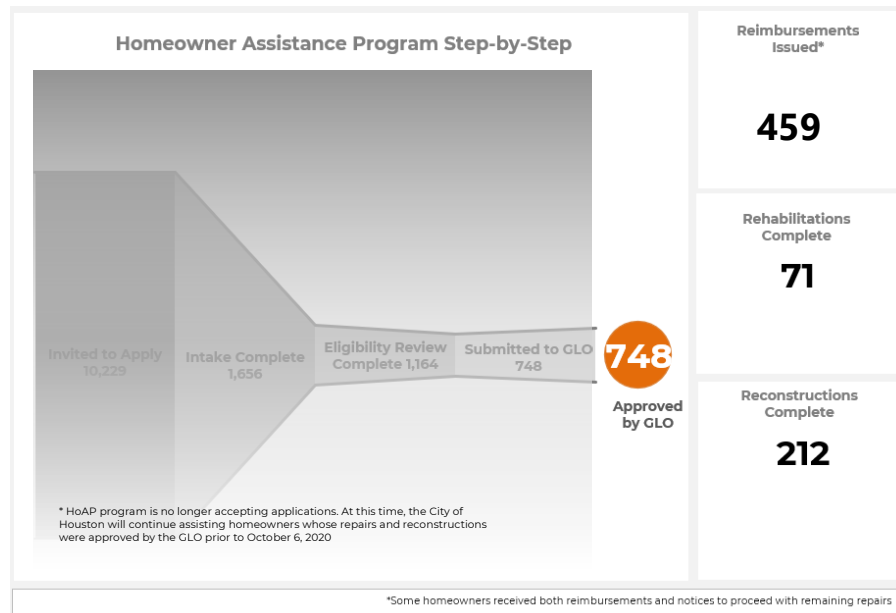 Homeowner Assistance Program Step-by-Step
Invited to Apply
10,229
Intake Complete
1,656
Eligibility Review
Complete 1,164
Submitted to GLO
748
748
Approved
by GLO
* HoAP program is no longer accepting applications. At this time, the City of
Houston will continue assisting homeowners whose repairs and reconstructions
were approved by the GLO prior to October 6, 2020
Reimbursements
Issued*
459
Rehabilitations
Complete
71
Reconstructions
Complete
212
*Some homeowners received both reimbursements and notices to proceed with remaining repairs